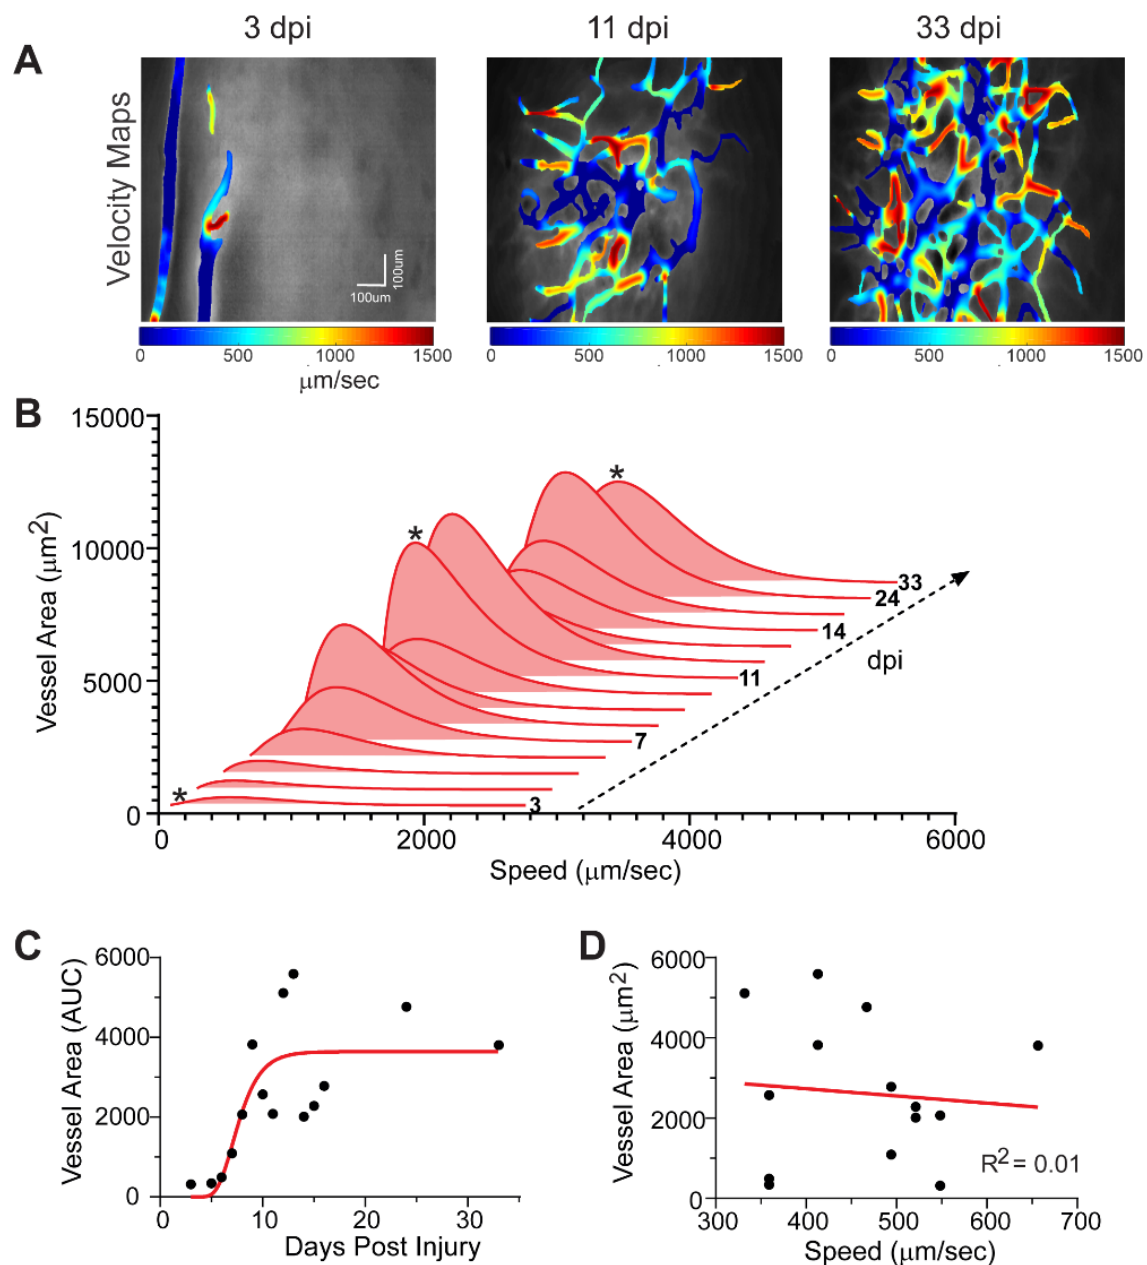 3 dpi 11 dpi 33 dpi
A
Velocity Maps
100um
100um
0 500 1000 1500 0 500 1000 1500 0 500 1000 1500
μm/sec
B
15000
10000
5000
0
Vessel Area (μm²)
* * *
33
24
14
11
7
3
dpi
0 2000 4000 6000
Speed (μm/sec)
C
6000
4000
2000
0
Vessel Area (AUC)
0 10 20 30
Days Post Injury
D
6000
4000
2000
0
Vessel Area (μm²)
R² = 0.01
300 400 500 600 700
Speed (μm/sec)